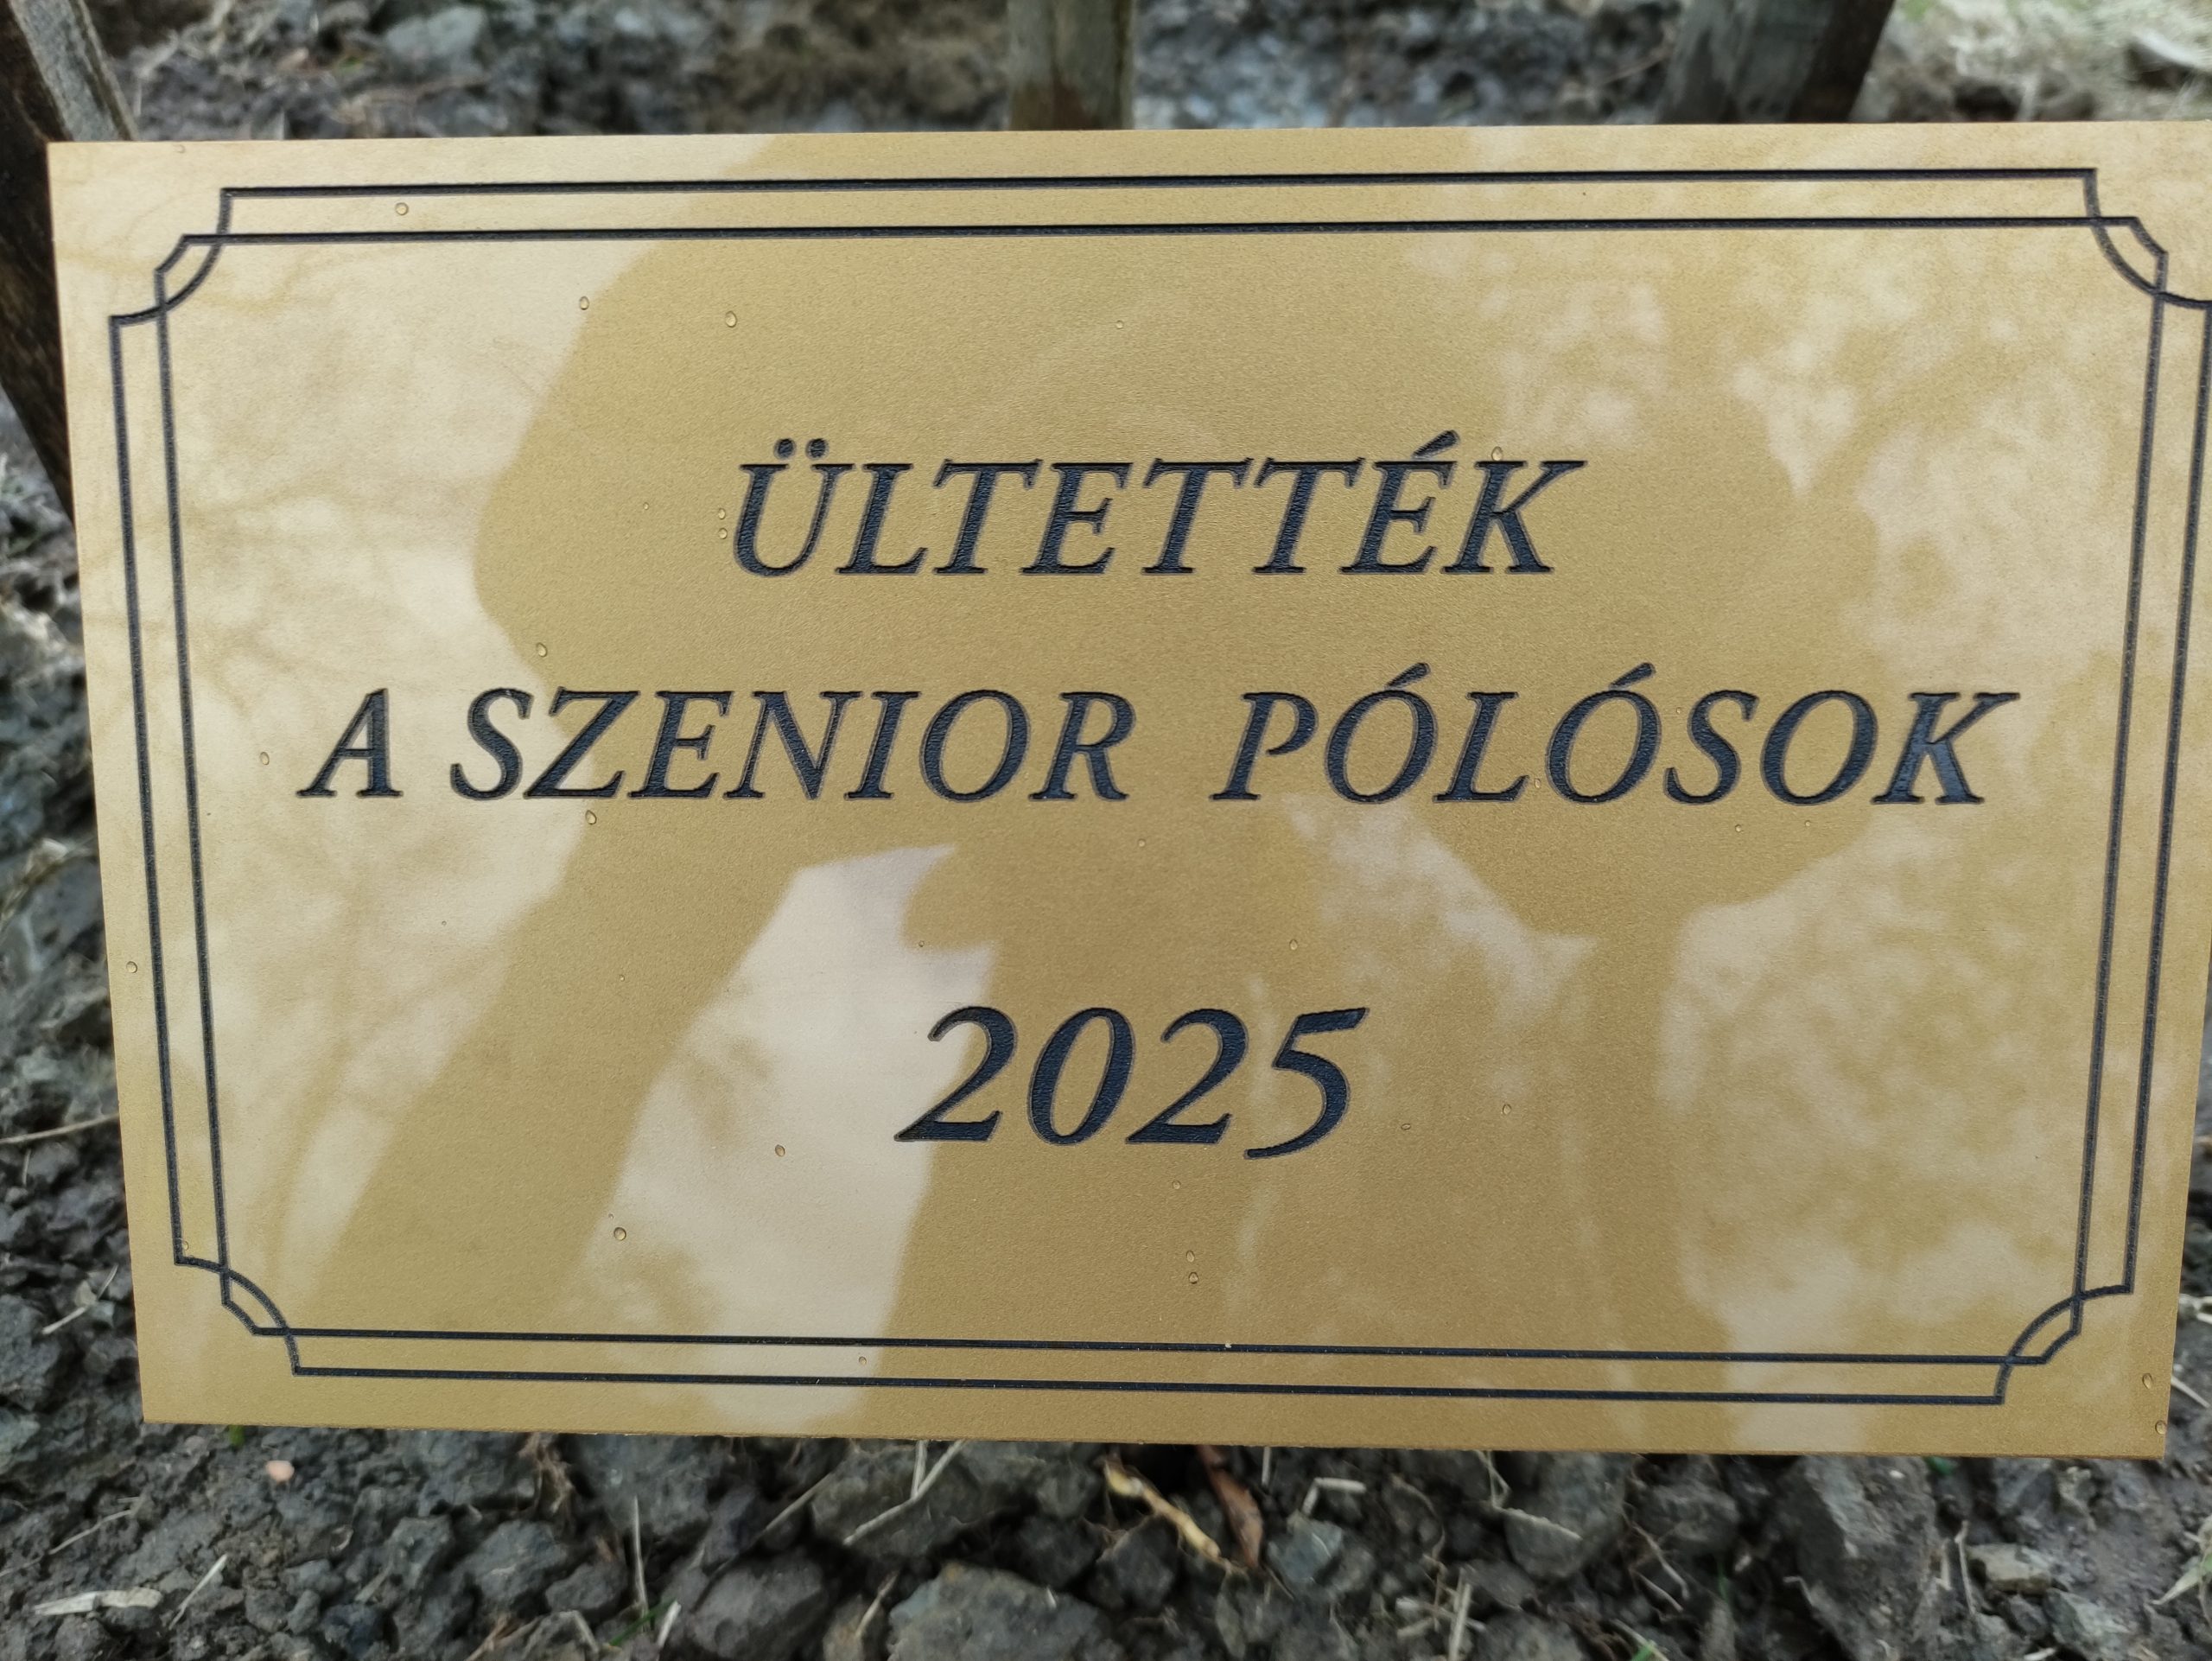 ÜLTETTÉK
A SZENIOR PÓLÓSOK
2025